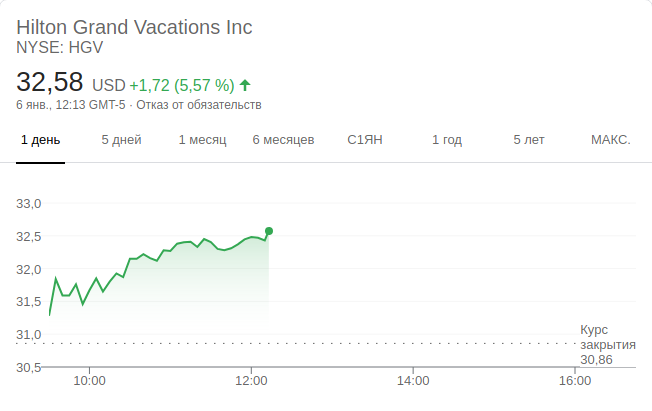 Hilton Grand Vacations Inc
NYSE: HGV
32,58 USD +1,72 (5,57 %)
6 янв., 12:13 GMT-5 · Отказ от обязательств
1 день 5 дней 1 месяц 6 месяцев С1ЯН 1 год 5 лет МАКС.
33,0
32,5
32,0
31,5
31,0
30,5
Курс
закрытия
30,86
10:00 12:00 14:00 16:00